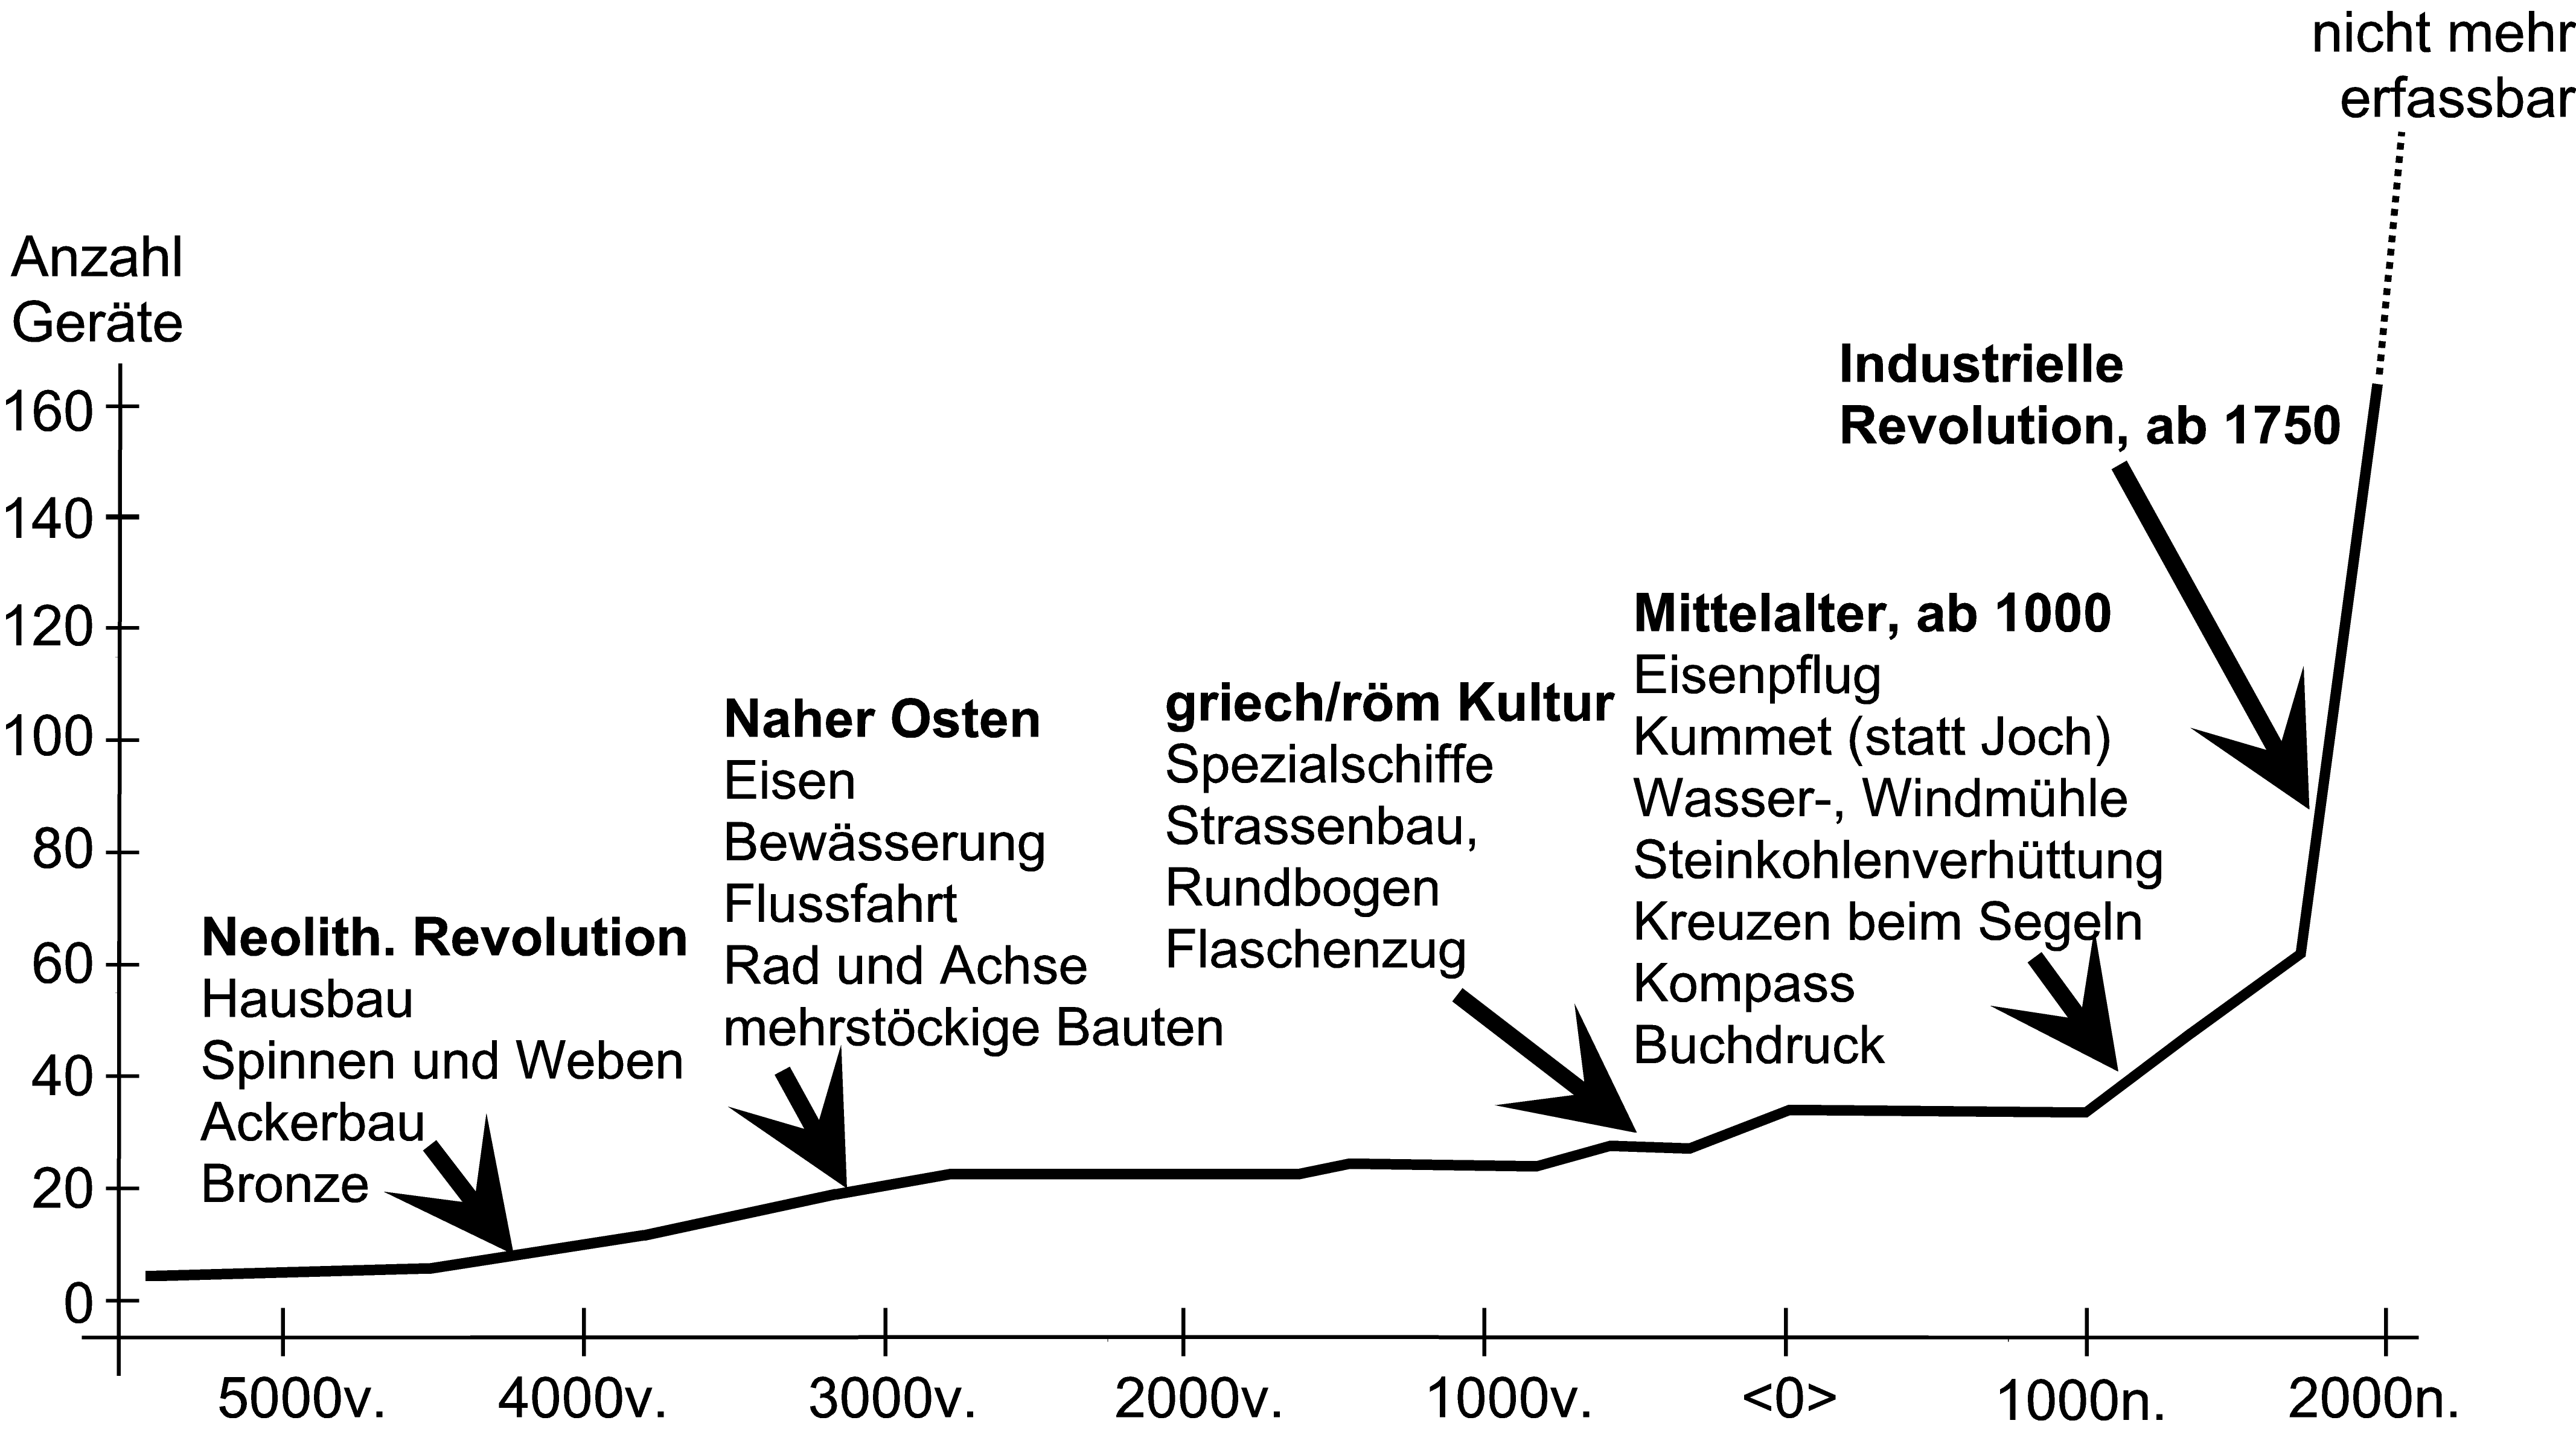 nicht mehr
erfassbar
Anzahl
Geräte
160
140
120
100
80
60
40
20
0
Neolith. Revolution
Hausbau
Spinnen und Weben
Ackerbau
Bronze
Naher Osten
Eisen
Bewässerung
Flussfahrt
Rad und Achse
mehrstöckige Bauten
griech/röm Kultur
Spezialschiffe
Strassenbau,
Rundbogen
Flaschenzug
Mittelalter, ab 1000
Eisenpflug
Kummet (statt Joch)
Wasser-, Windmühle
Steinkohlenverhüttung
Kreuzen beim Segeln
Kompass
Buchdruck
Industrielle
Revolution, ab 1750
5000v. 4000v. 3000v. 2000v. 1000v. <0> 1000n. 2000n.